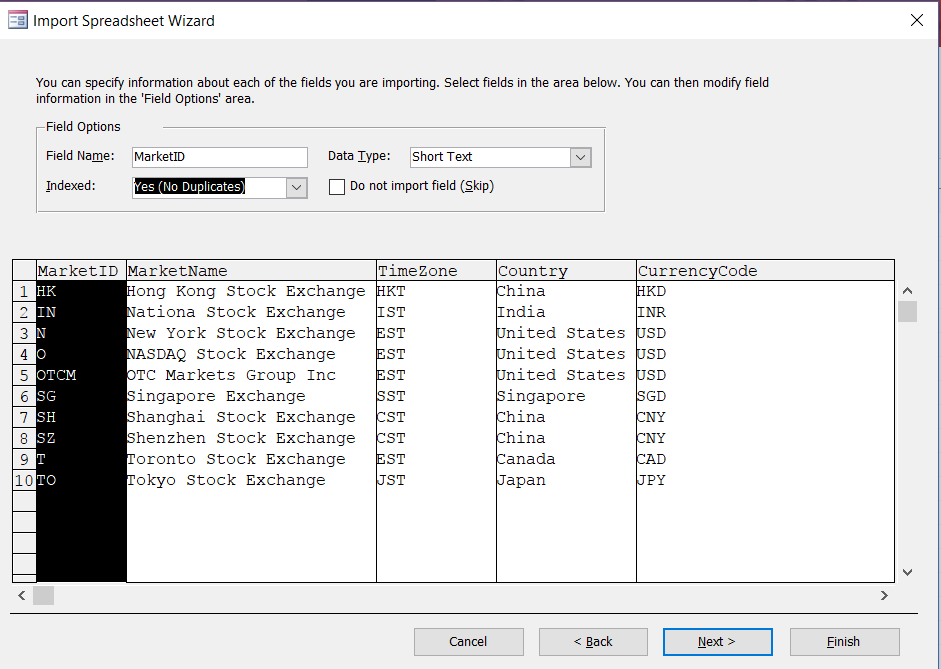 Import Spreadsheet Wizard
You can specify information about each of the fields you are importing. Select fields in the area below. You can then modify field
information in the 'Field Options' area.
Field Options
Field Name: MarketID Data Type: Short Text
Indexed: Yes (No Duplicates) Do not import field (Skip)
MarketID MarketName TimeZone Country CurrencyCode
1 HK Hong Kong Stock Exchange HKT China HKD
2 IN Nationa Stock Exchange IST India INR
3 N New York Stock Exchange EST United States USD
4 O NASDAQ Stock Exchange EST United States USD
5 OTCM OTC Markets Group Inc EST United States USD
6 SG Singapore Exchange SST Singapore SGD
7 SH Shanghai Stock Exchange CST China CNY
8 SZ Shenzhen Stock Exchange CST China CNY
9 T Toronto Stock Exchange EST Canada CAD
10 TO Tokyo Stock Exchange JST Japan JPY
Cancel < Back Next > Finish